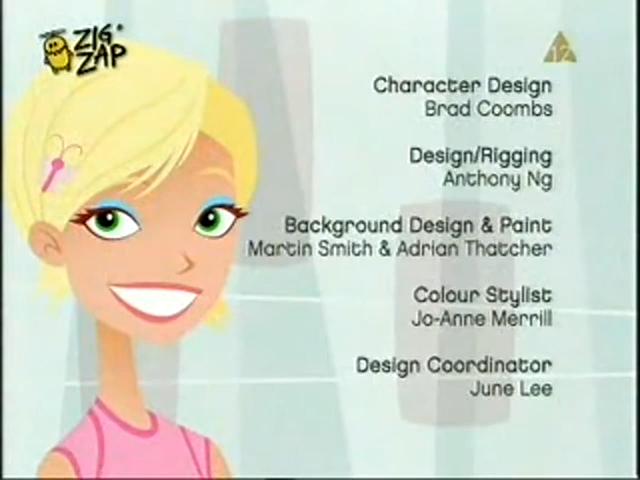 ZIG
ZAP
12
Character Design
Brad Coombs
Design/Rigging
Anthony Ng
Background Design & Paint
Martin Smith & Adrian Thatcher
Colour Stylist
Jo-Anne Merrill
Design Coordinator
June Lee